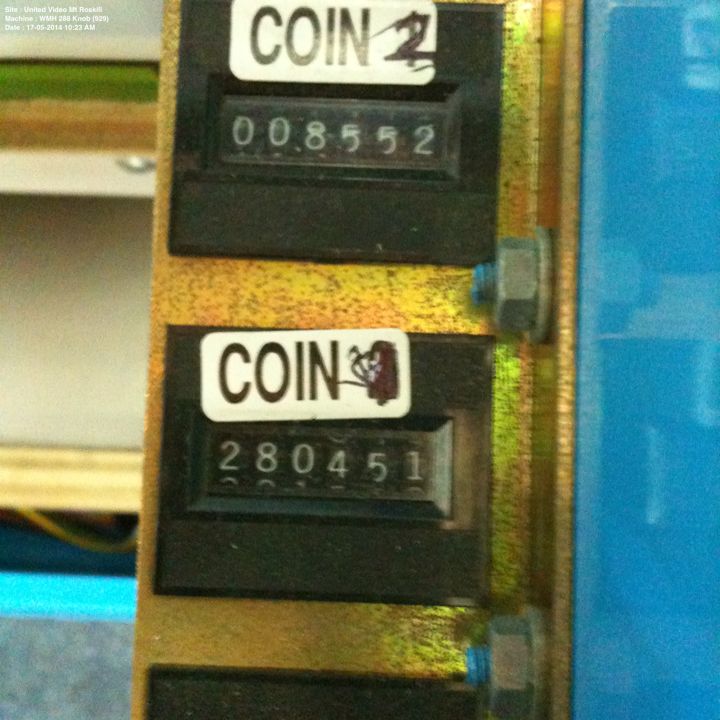 Site : United Video Mt Roskill
Machine : WMH 288 Knob (929)
Date : 17-05-2014 10:23 AM
COIN 2
008552
COIN
280451